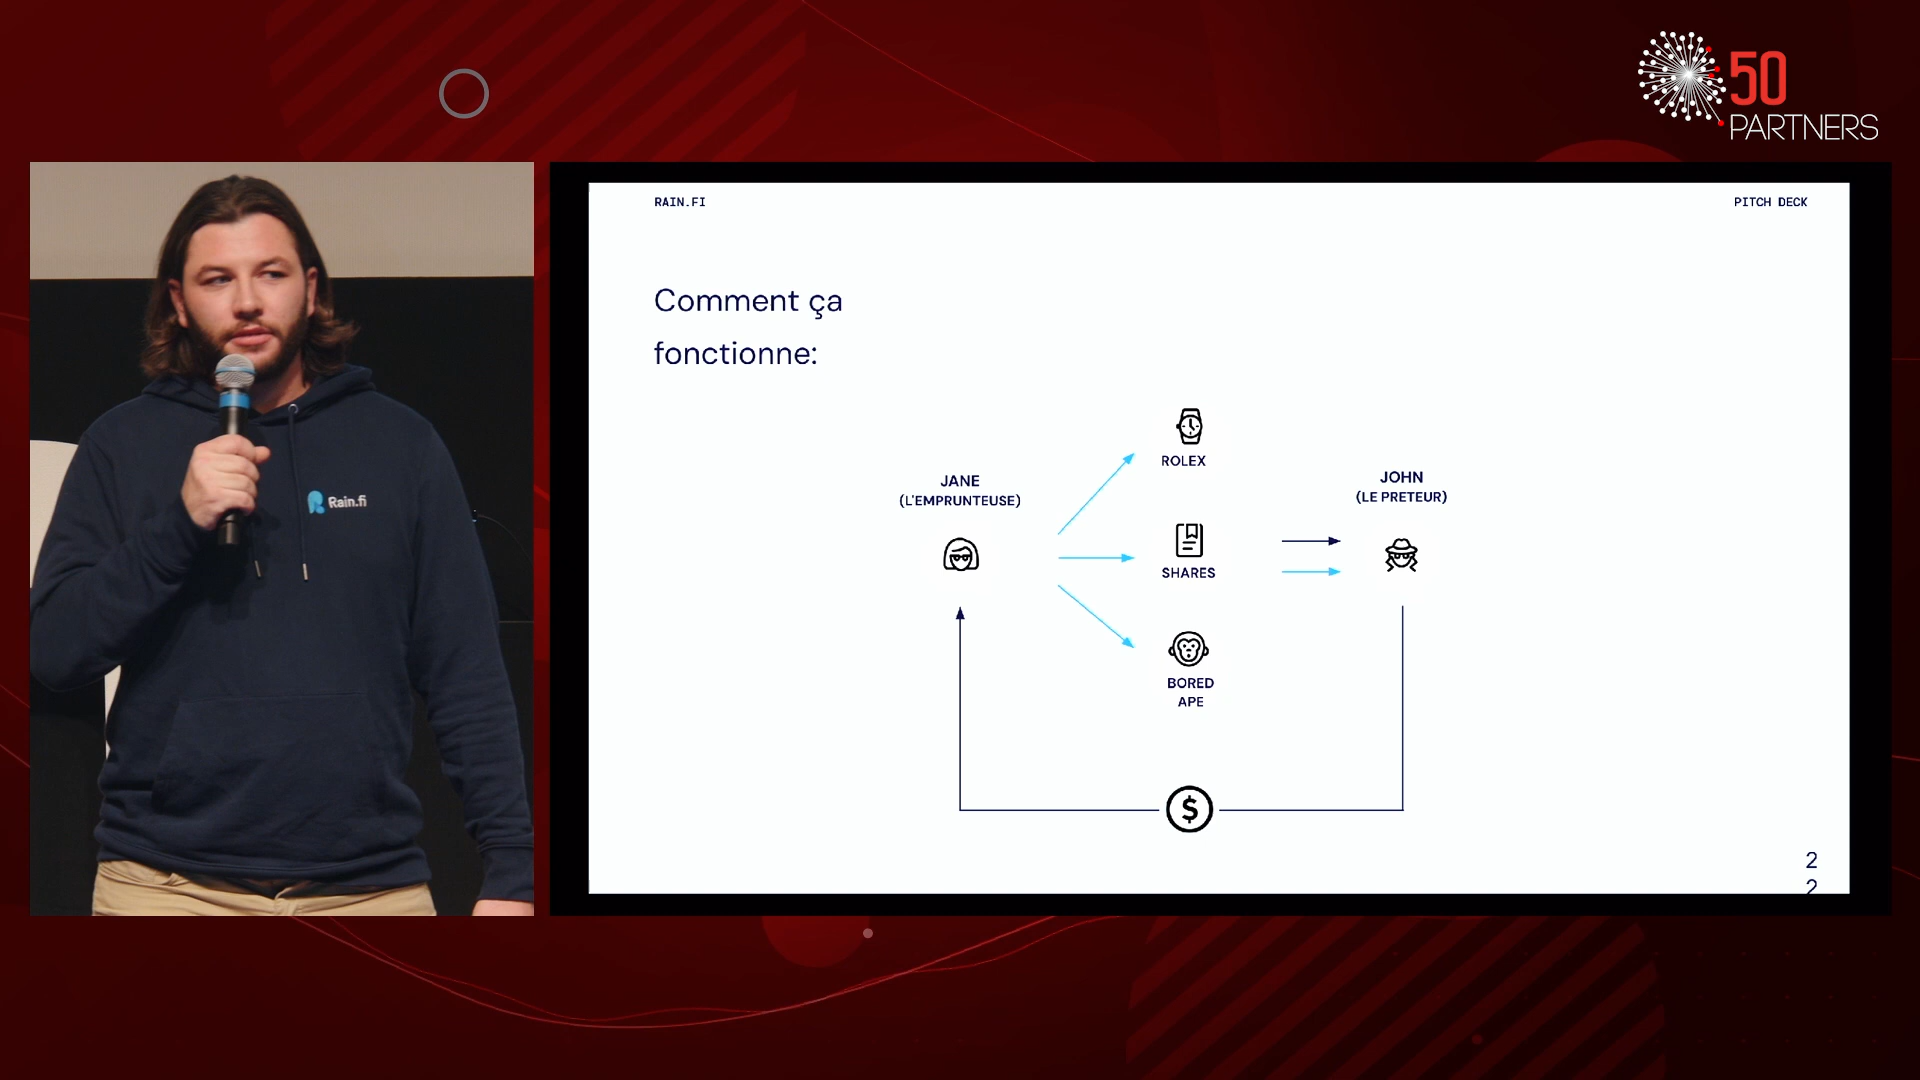 50
PARTNERS
Rain.fi
RAIN.FI
PITCH DECK
Comment ça
fonctionne:
ROLEX
JANE
(L'EMPRUNTEUSE)
JOHN
(LE PRETEUR)
SHARES
BORED
APE
$
2
2